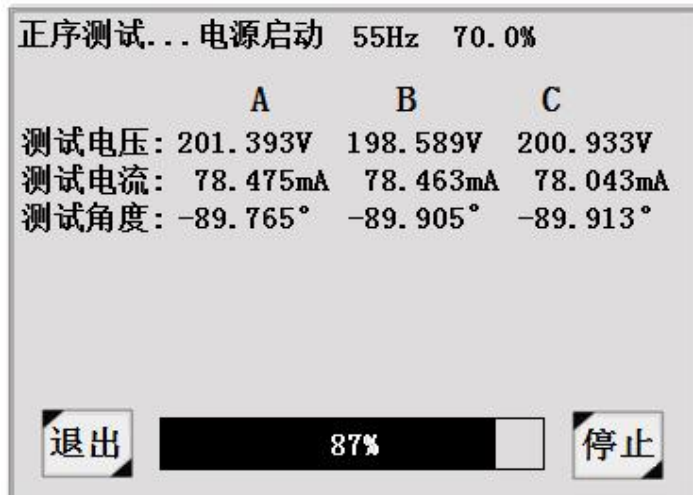 正序测试...电源启动 55Hz 70.0%
A B C
测试电压: 201.393V 198.589V 200.933V
测试电流: 78.475mA 78.463mA 78.043mA
测试角度: -89.765° -89.905° -89.913°
退出 87% 停止